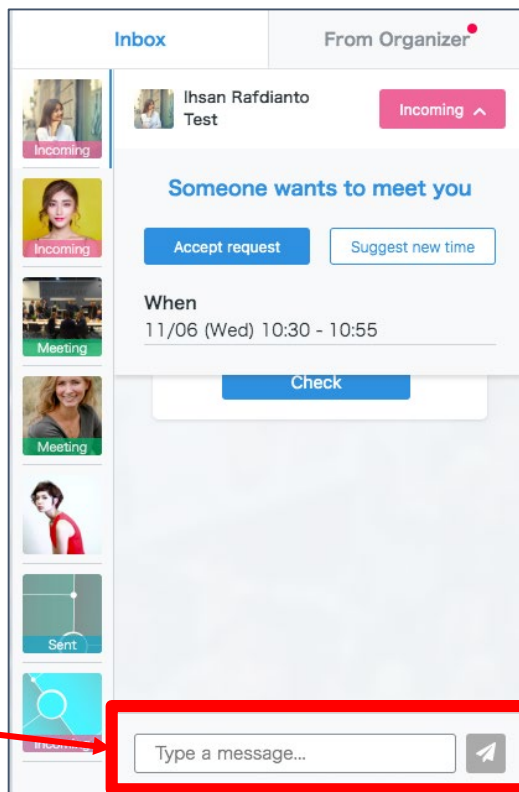 Inbox
From Organizer
Incoming
Incoming
Meeting
Meeting
Sent
Incoming
Ihsan Rafdianto
Test
Incoming
Someone wants to meet you
Accept request
Suggest new time
When
11/06 (Wed) 10:30 - 10:55
Check
Type a message...